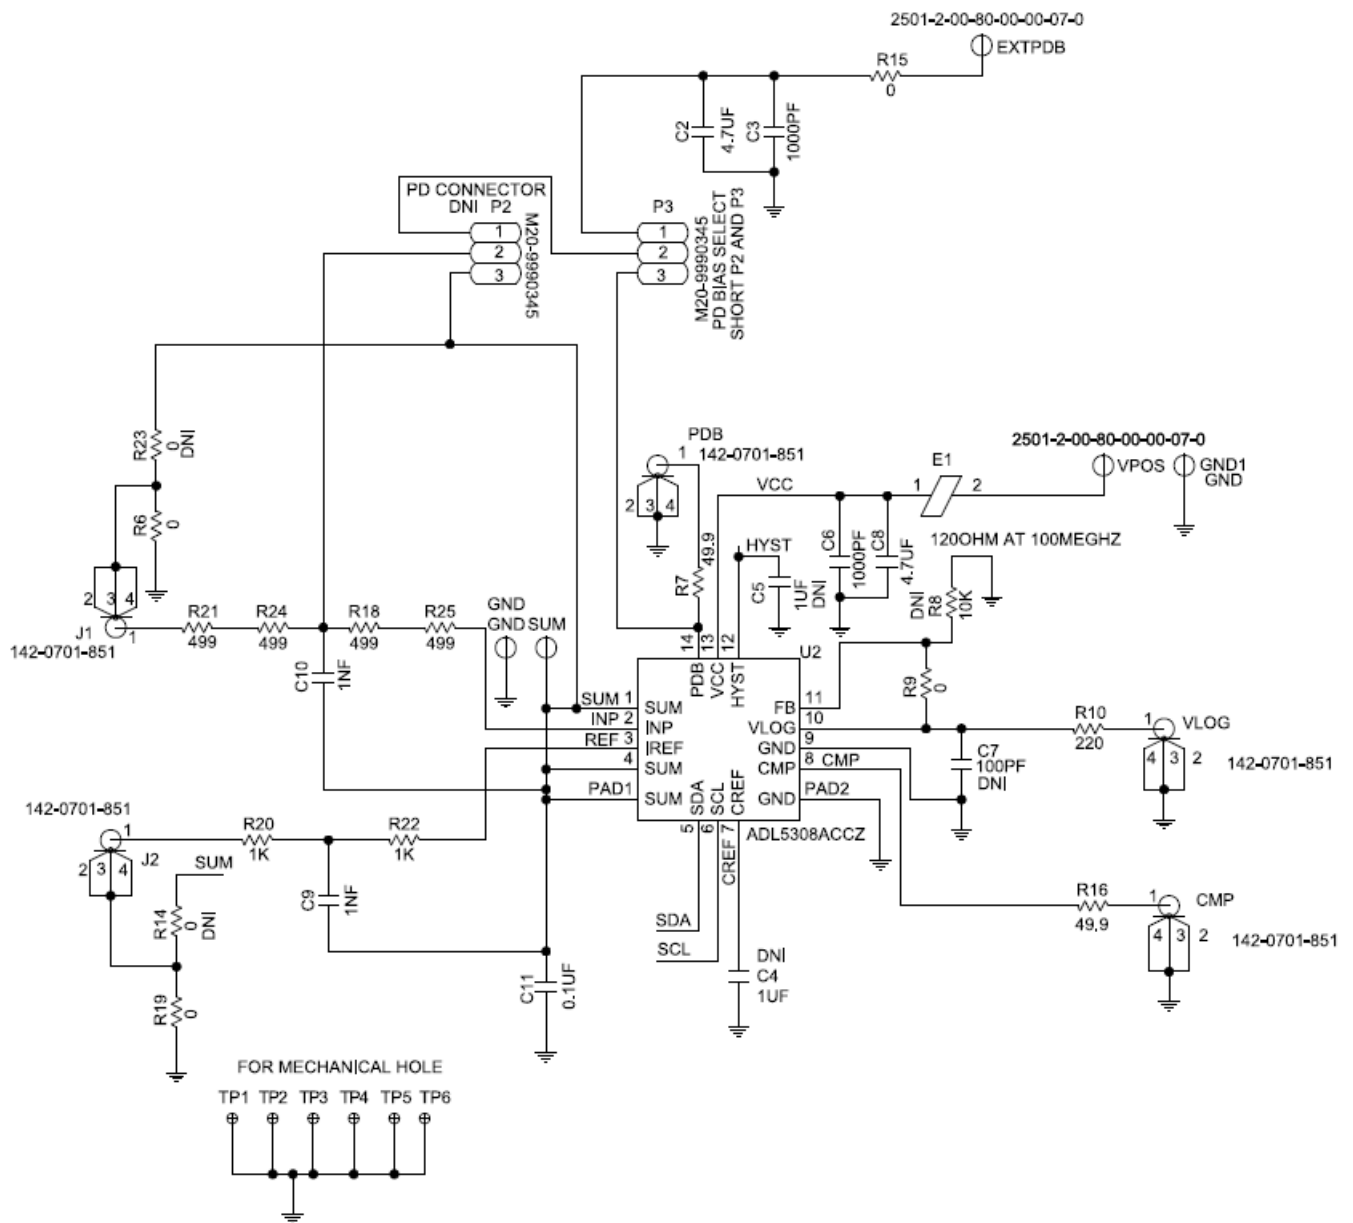 2501-2-00-80-00-00-07-0
EXTPDB
R15
0
C2
4.7UF
C3
1000PF
PD CONNECTOR
DNI P2
1
2
3
M20-9990345
P3
1
2
3
M20-9990345
PD BIAS SELECT
SHORT P2 AND P3
R23
0
DNI
R6
0
2 3 4
J1
1
142-0701-851
R21
499
R24
499
R18
499
R25
499
C10
1NF
GND
GND
SUM
PDB
1
142-0701-851
2 3 4
R7
49.9
VCC
HYST
C5
1UF
DNI
C6
1000PF
DNI
C8
4.7UF
E1
1
2
2501-2-00-80-00-00-07-0
VPOS
GND1
GND
120OHM AT 100MEGHZ
DNI
R8
10K
R9
0
U2
14
13
12
PDB
VCC
HYST
SUM 1
SUM
INP 2
INP
REF 3
IREF
4
SUM
PAD1
SUM
11
FB
10
VLOG
9
GND
8 CMP
CMP
PAD2
GND
SDA
SCL
CREF
5
6
7
CREF
ADL5308ACCZ
C7
100PF
DNI
R10
220
1
VLOG
4 3 2
142-0701-851
142-0701-851
1
2 3 4
J2
SUM
R20
1K
R22
1K
C9
1NF
R14
0
DNI
R19
0
C11
0.1UF
SDA
SCL
DNI
C4
1UF
R16
49.9
1
CMP
4 3 2
142-0701-851
FOR MECHANICAL HOLE
TP1 TP2 TP3 TP4 TP5 TP6